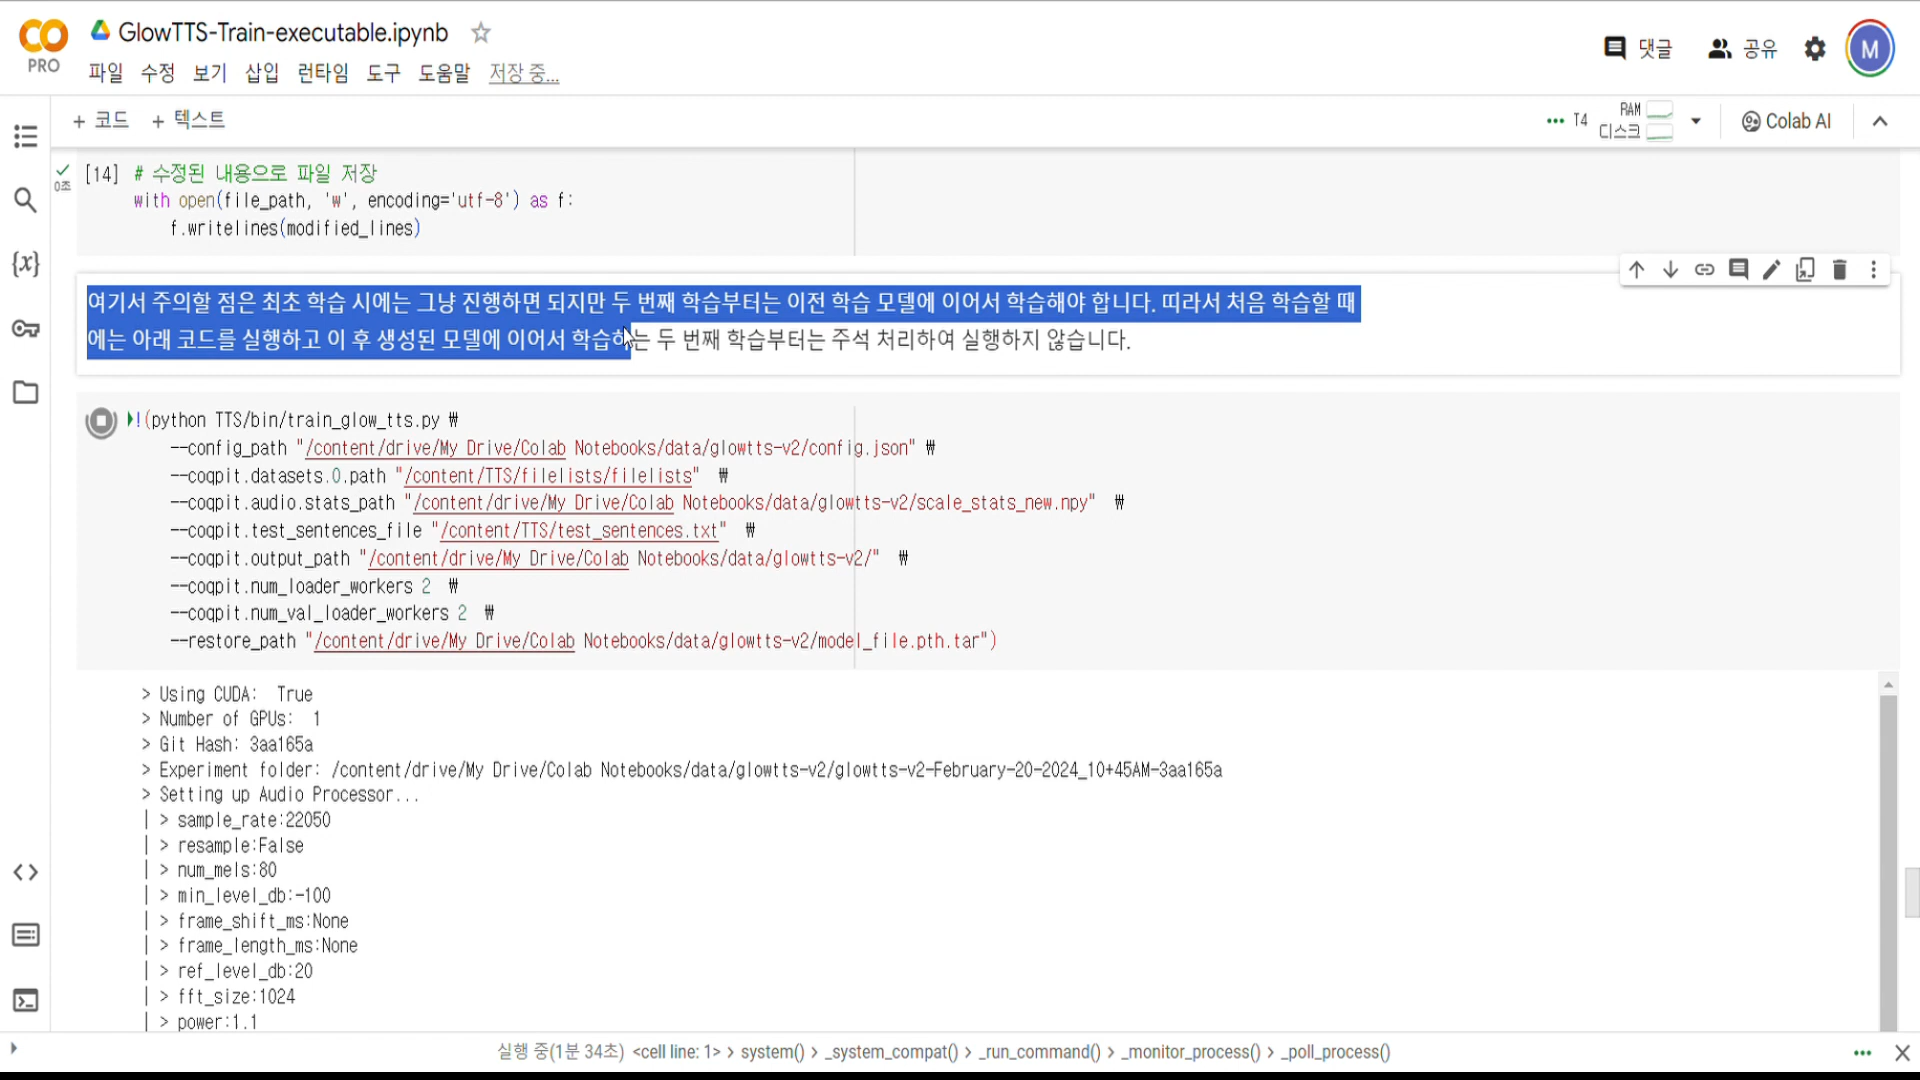 CO PRO
GlowTTS-Train-executable.ipynb
파일 수정 보기 삽입 런타임 도구 도움말 저장 중...
댓글 공유 M
+ 코드 + 텍스트
T4 RAM 디스크 Colab AI
0초
[14] # 수정된 내용으로 파일 저장
with open(file_path, 'w', encoding='utf-8') as f:
f.writelines(modified_lines)
여기서 주의할 점은 최초 학습 시에는 그냥 진행하면 되지만 두 번째 학습부터는 이전 학습 모델에 이어서 학습해야 합니다. 띠라서 처음 학습할 때
에는 아래 코드를 실행하고 이 후 생성된 모델에 이어서 학습하는 두 번째 학습부터는 주석 처리하여 실행하지 않습니다.
!(python TTS/bin/train_glow_tts.py ₩
--config_path "/content/drive/My Drive/Colab Notebooks/data/glowtts-v2/config.json" ₩
--coqpit.datasets.0.path "/content/TTS/filelists/filelists" ₩
--coqpit.audio.stats_path "/content/drive/My Drive/Colab Notebooks/data/glowtts-v2/scale_stats_new.npy" ₩
--coqpit.test_sentences_file "/content/TTS/test_sentences.txt" ₩
--coqpit.output_path "/content/drive/My Drive/Colab Notebooks/data/glowtts-v2/" ₩
--coqpit.num_loader_workers 2 ₩
--coqpit.num_val_loader_workers 2 ₩
--restore_path "/content/drive/My Drive/Colab Notebooks/data/glowtts-v2/model_file.pth.tar")
> Using CUDA: True
> Number of GPUs: 1
> Git Hash: 3aa165a
> Experiment folder: /content/drive/My Drive/Colab Notebooks/data/glowtts-v2/glowtts-v2-February-20-2024_10+45AM-3aa165a
> Setting up Audio Processor...
| > sample_rate:22050
| > resample:False
| > num_mels:80
| > min_level_db:-100
| > frame_shift_ms:None
| > frame_length_ms:None
| > ref_level_db:20
| > fft_size:1024
| > power:1.1
실행 중(1분 34초) <cell line: 1> > system() > _system_compat() > _run_command() > _monitor_process() > _poll_process()